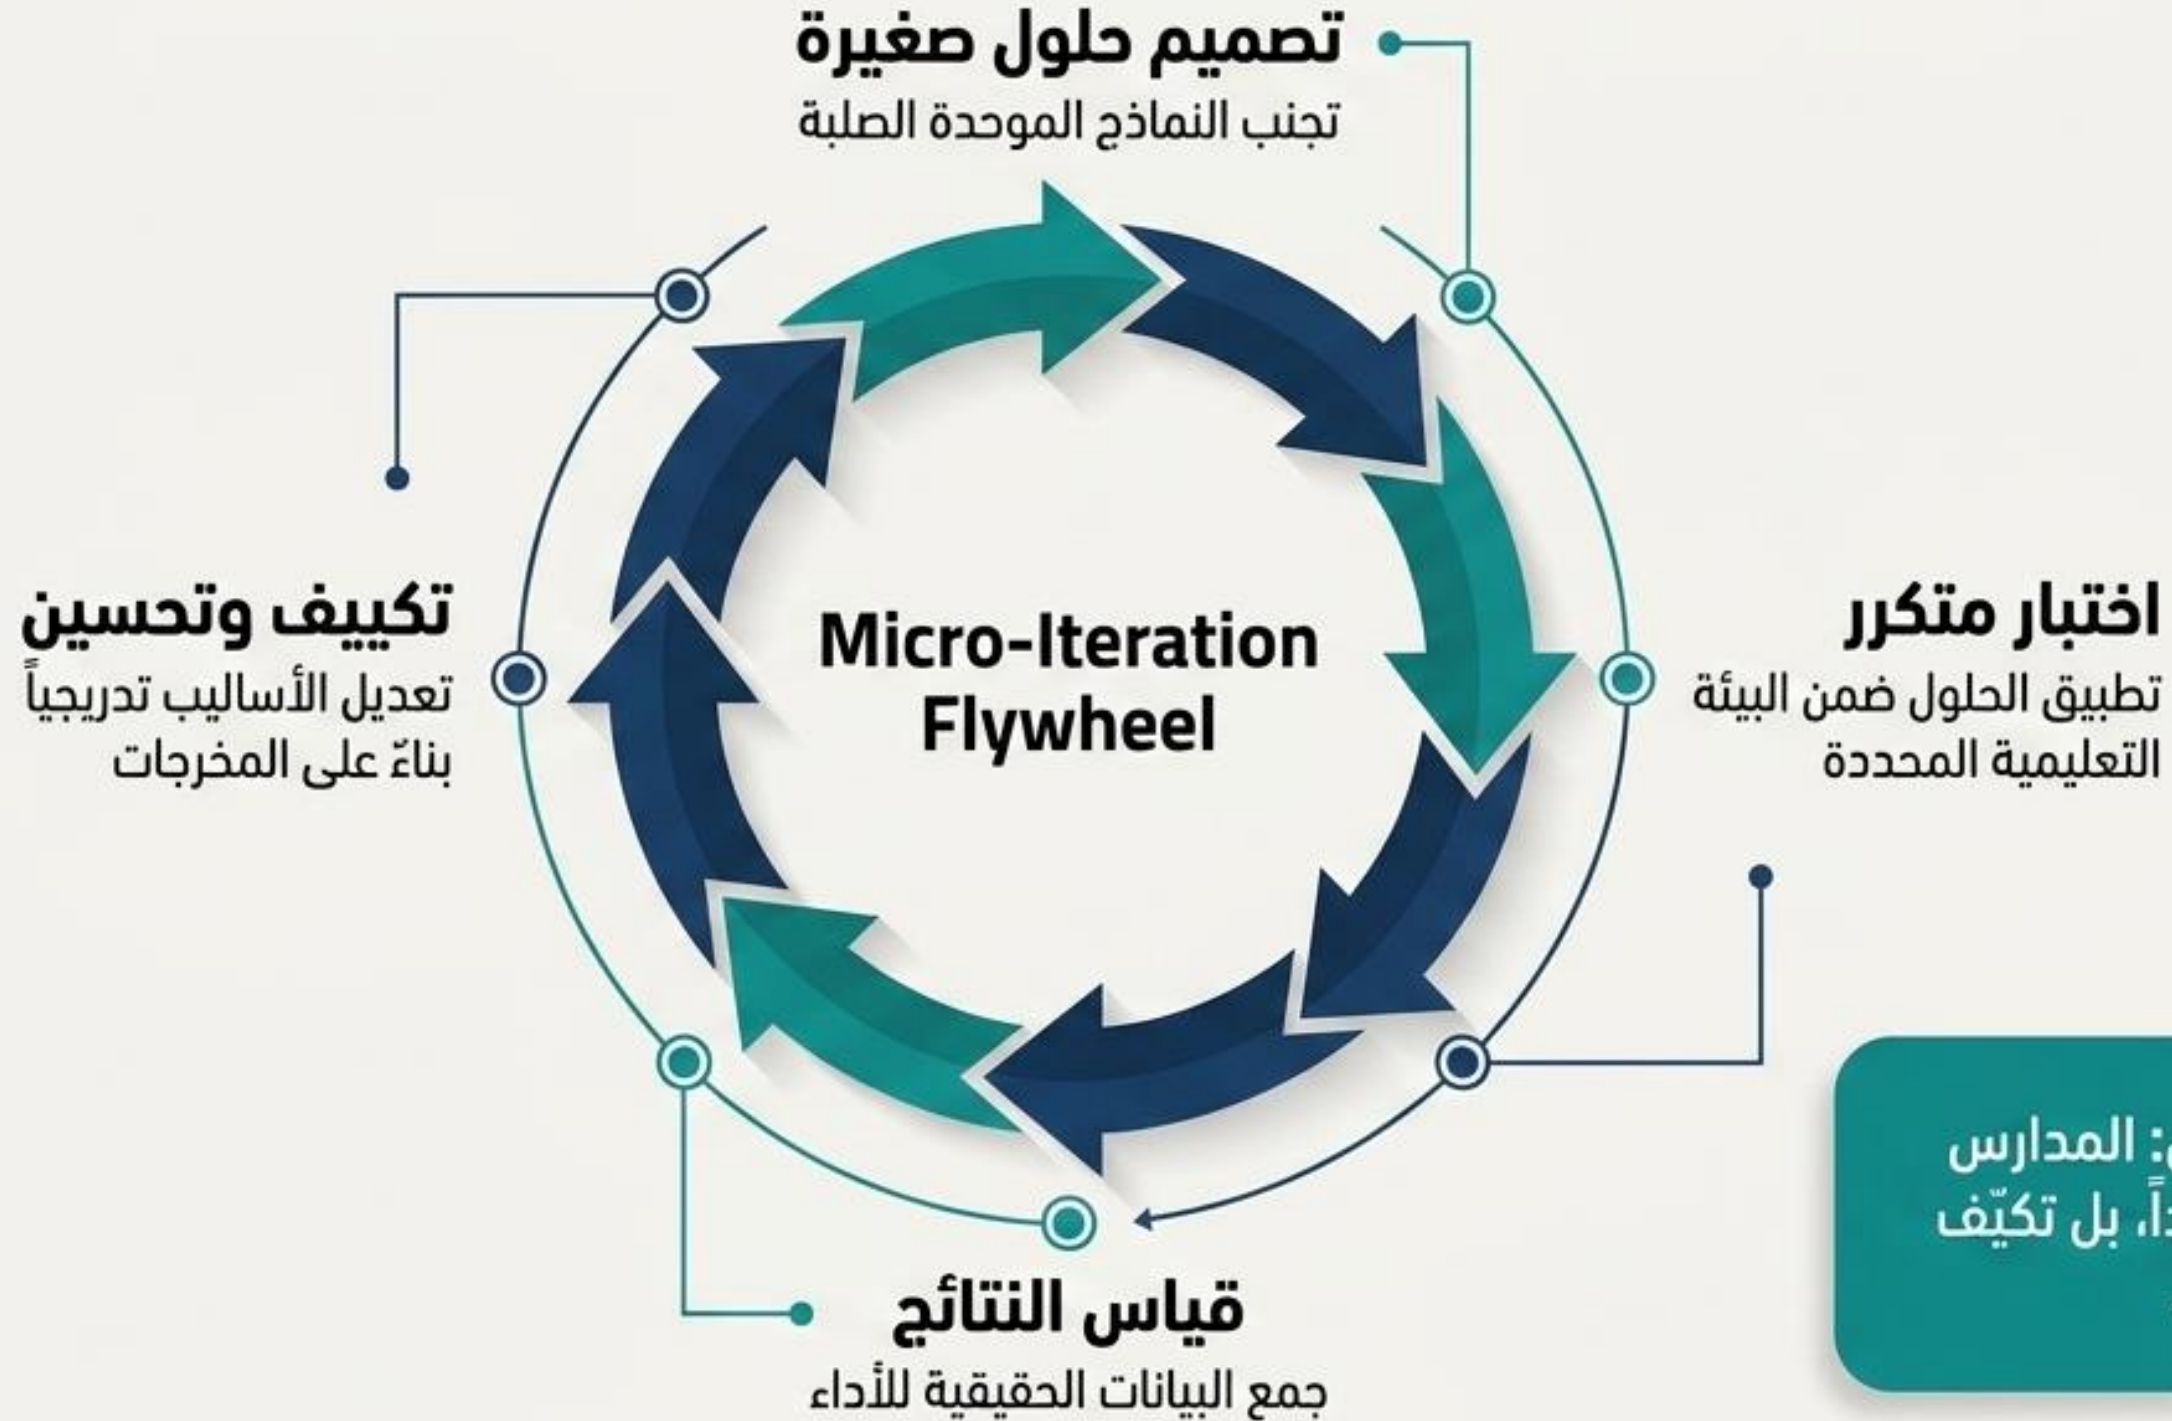 تصميم حلول صغيرة
تجنب النماذج الموحدة الصلبة
اختبار متكرر
تطبيق الحلول ضمن البيئة
التعليمية المحددة
Micro-Iteration
Flywheel
تكييف وتحسين
تعديل الأساليب تدريجياً
بناءً على المخرجات
قياس النتائج
جمع البيانات الحقيقية للأداء
: المدارس
، بل تكيّف